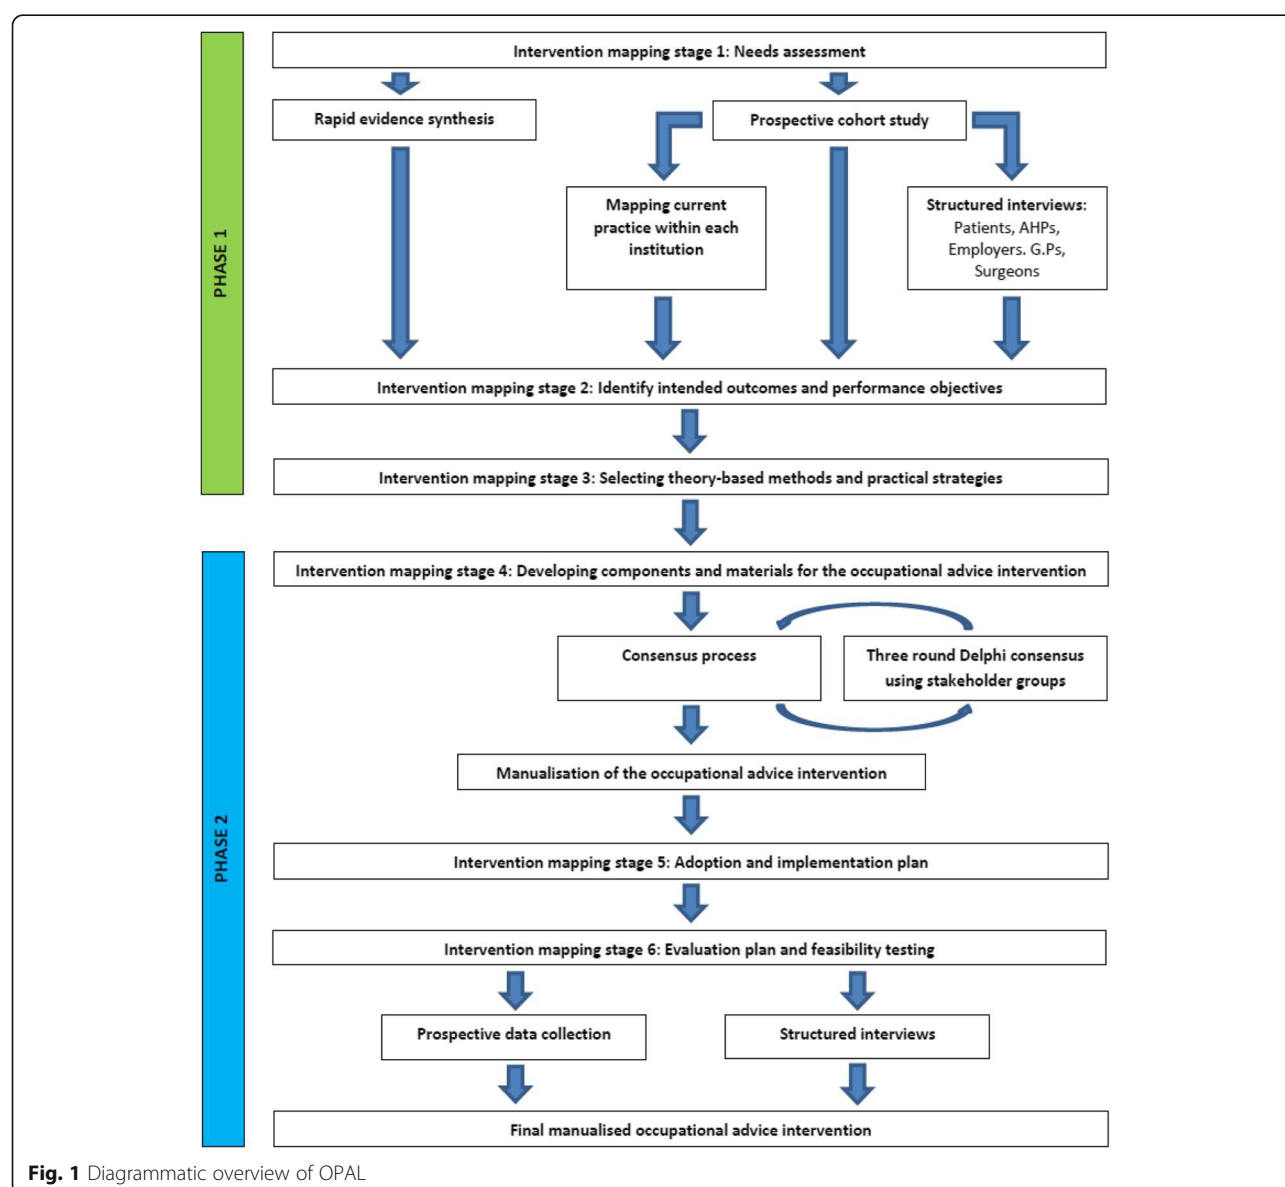 PHASE 1
Intervention mapping stage 1: Needs assessment
Rapid evidence synthesis
Prospective cohort study
Mapping current
practice within each
institution
Structured interviews:
Patients, AHPs,
Employers. G.Ps,
Surgeons
Intervention mapping stage 2: Identify intended outcomes and performance objectives
Intervention mapping stage 3: Selecting theory-based methods and practical strategies
PHASE 2
Intervention mapping stage 4: Developing components and materials for the occupational advice intervention
Consensus process
Three round Delphi consensus
using stakeholder groups
Manualisation of the occupational advice intervention
Intervention mapping stage 5: Adoption and implementation plan
Intervention mapping stage 6: Evaluation plan and feasibility testing
Prospective data collection
Structured interviews
Final manualised occupational advice intervention
Fig. 1 Diagrammatic overview of OPAL